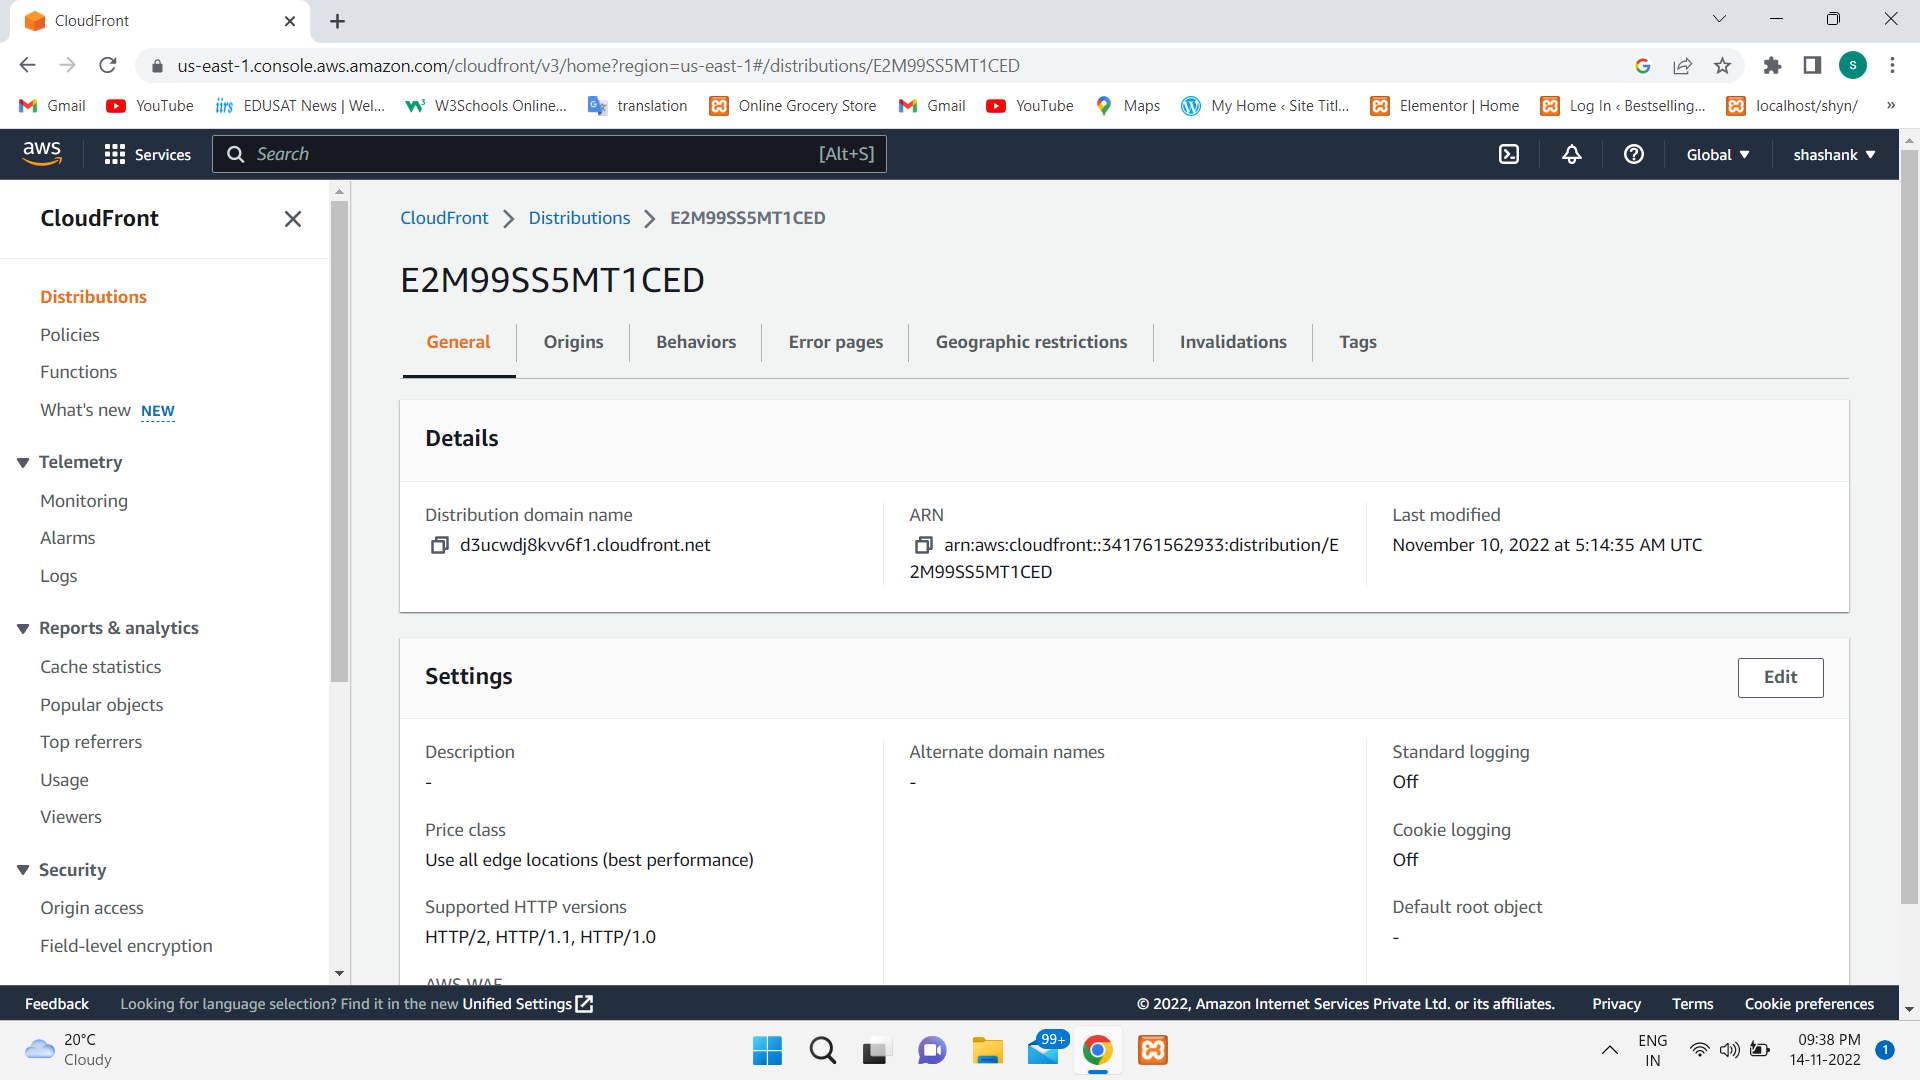 CloudFront
us-east-1.console.aws.amazon.com/cloudfront/v3/home?region=us-east-1#/distributions/E2M99SS5MT1CED
S
Gmail YouTube EDUSAT News | Wel... W3Schools Online... translation Online Grocery Store Gmail YouTube Maps My Home ‹ Site Titl... Elementor | Home Log In ‹ Bestselling... localhost/shyn/ »
aws Services Search [Alt+S] Global shashank
CloudFront
Distributions
Policies
Functions
What's new NEW
Telemetry
Monitoring
Alarms
Logs
Reports & analytics
Cache statistics
Popular objects
Top referrers
Usage
Viewers
Security
Origin access
Field-level encryption
CloudFront Distributions E2M99SS5MT1CED
E2M99SS5MT1CED
General Origins Behaviors Error pages Geographic restrictions Invalidations Tags
Details
Distribution domain name
d3ucwdj8kvv6f1.cloudfront.net
ARN
arn:aws:cloudfront::341761562933:distribution/E
2M99SS5MT1CED
Last modified
November 10, 2022 at 5:14:35 AM UTC
Settings
Edit
Description
-
Price class
Use all edge locations (best performance)
Supported HTTP versions
HTTP/2, HTTP/1.1, HTTP/1.0
AWS WAF
Alternate domain names
-
Standard logging
Off
Cookie logging
Off
Default root object
-
Feedback Looking for language selection? Find it in the new Unified Settings © 2022, Amazon Internet Services Private Ltd. or its affiliates. Privacy Terms Cookie preferences
20°C
Cloudy
99+
ENG
IN
09:38 PM
14-11-2022
1